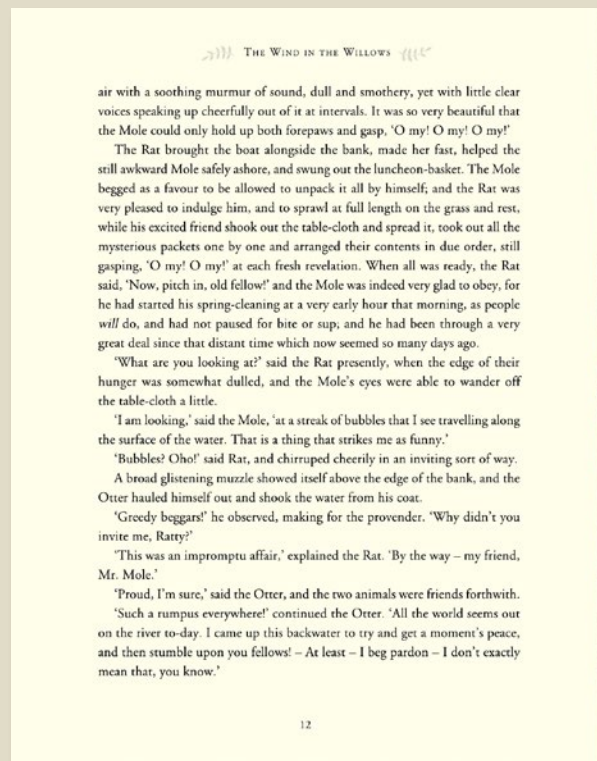 THE WIND IN THE WILLOWS
air with a soothing murmur of sound, dull and smothery, yet with little clear
voices speaking up cheerfully out of it at intervals. It was so very beautiful that
the Mole could only hold up both forepaws and gasp, ‘O my! O my! O my!’
The Rat brought the boat alongside the bank, made her fast, helped the
still awkward Mole safely ashore, and swung out the luncheon-basket. The Mole
begged as a favour to be allowed to unpack it all by himself; and the Rat was
very pleased to indulge him, and to sprawl at full length on the grass and rest,
while his excited friend shook out the table-cloth and spread it, took out all the
mysterious packets one by one and arranged their contents in due order, still
gasping, ‘O my! O my!’ at each fresh revelation. When all was ready, the Rat
said, ‘Now, pitch in, old fellow!’ and the Mole was indeed very glad to obey, for
he had started his spring-cleaning at a very early hour that morning, as people
will do, and had not paused for bite or sup; and he had been through a very
great deal since that distant time which now seemed so many days ago.
‘What are you looking at?’ said the Rat presently, when the edge of their
hunger was somewhat dulled, and the Mole’s eyes were able to wander off
the table-cloth a little.
‘I am looking,’ said the Mole, ‘at a streak of bubbles that I see travelling along
the surface of the water. That is a thing that strikes me as funny.’
‘Bubbles? Oho!’ said Rat, and chirruped cheerily in an inviting sort of way.
A broad glistening muzzle showed itself above the edge of the bank, and the
Otter hauled himself out and shook the water from his coat.
‘Greedy beggars!’ he observed, making for the provender. ‘Why didn’t you
invite me, Ratty?’
‘This was an impromptu affair,’ explained the Rat. ‘By the way – my friend,
Mr. Mole.’
‘Proud, I’m sure,’ said the Otter, and the two animals were friends forthwith.
‘Such a rumpus everywhere!’ continued the Otter. ‘All the world seems out
on the river to-day. I came up this backwater to try and get a moment’s peace,
and then stumble upon you fellows! – At least – I beg pardon – I don’t exactly
mean that, you know.’
12